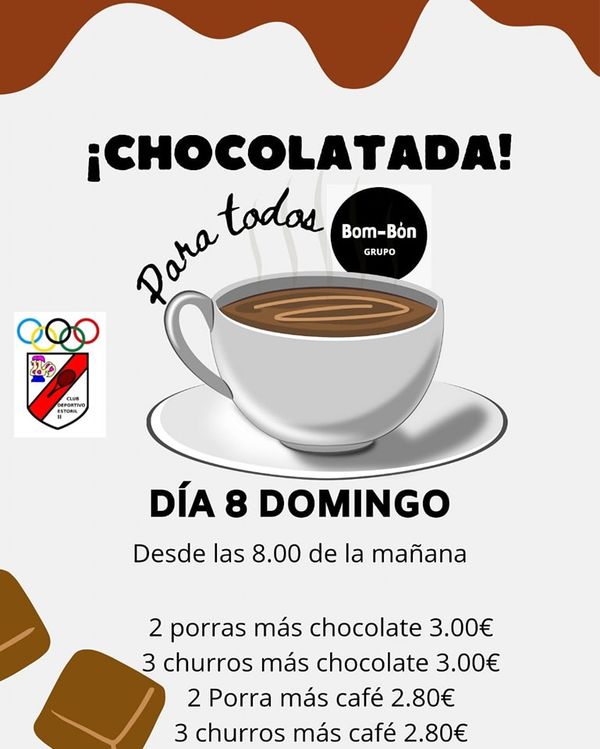 ¡CHOCOLATADA!
Para todos
Bom-Bòn
GRUPO
CLUB
DEPORTIVO
ESTORIL
II
DÍA 8 DOMINGO
Desde las 8.00 de la mañana
2 porras más chocolate 3.00€
3 churros más chocolate 3.00€
2 Porra más café 2.80€
3 churros más café 2.80€